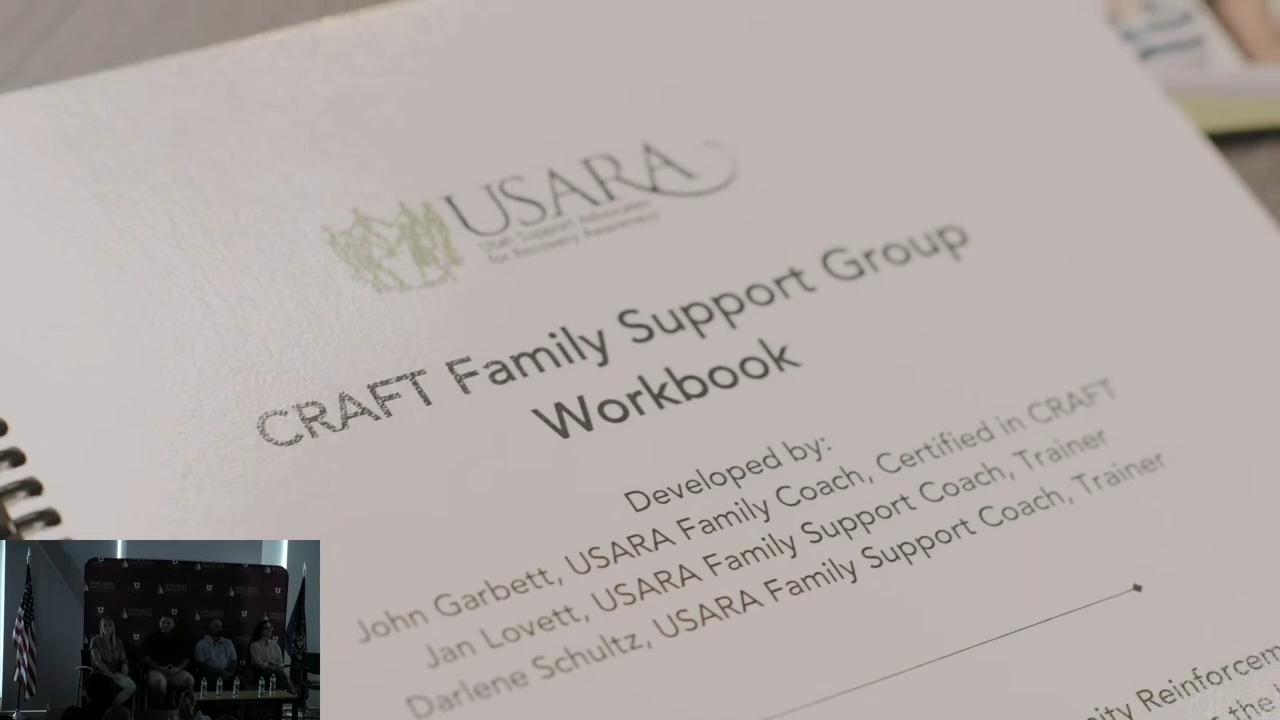 USARA
Utah Support Advocates
for Recovery Awareness
CRAFT Family Support Group
Workbook
Developed by:
John Garbett, USARA Family Coach, Certified in CRAFT
Jan Lovett, USARA Family Support Coach, Trainer
Darlene Schultz, USARA Family Support Coach, Trainer
the